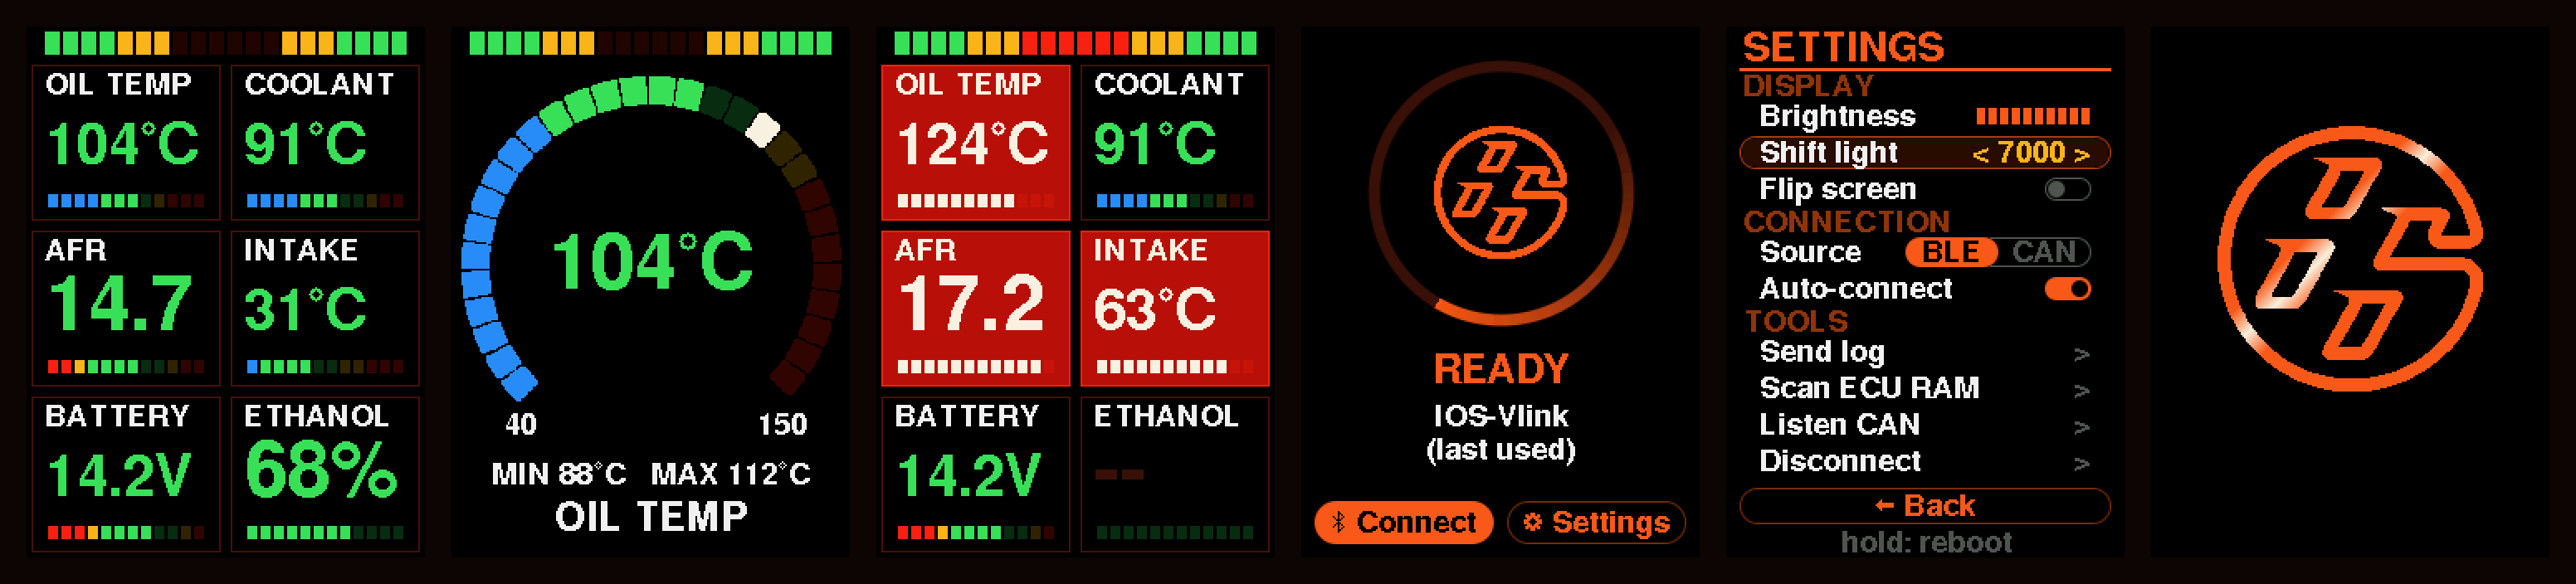 OIL TEMP COOLANT
104°C 91°C
AFR INTAKE
14.7 31°C
BATTERY ETHANOL
14.2V 68%
104°C
40 150
MIN 88°C MAX 112°C
OIL TEMP
OIL TEMP COOLANT
124°C 91°C
AFR INTAKE
17.2 63°C
BATTERY ETHANOL
14.2V --
READY
IOS-Vlink
(last used)
Connect Settings
SETTINGS
DISPLAY
Brightness
Shift light < 7000 >
Flip screen
CONNECTION
Source BLE CAN
Auto-connect
TOOLS
Send log >
Scan ECU RAM >
Listen CAN >
Disconnect >
← Back
hold: reboot